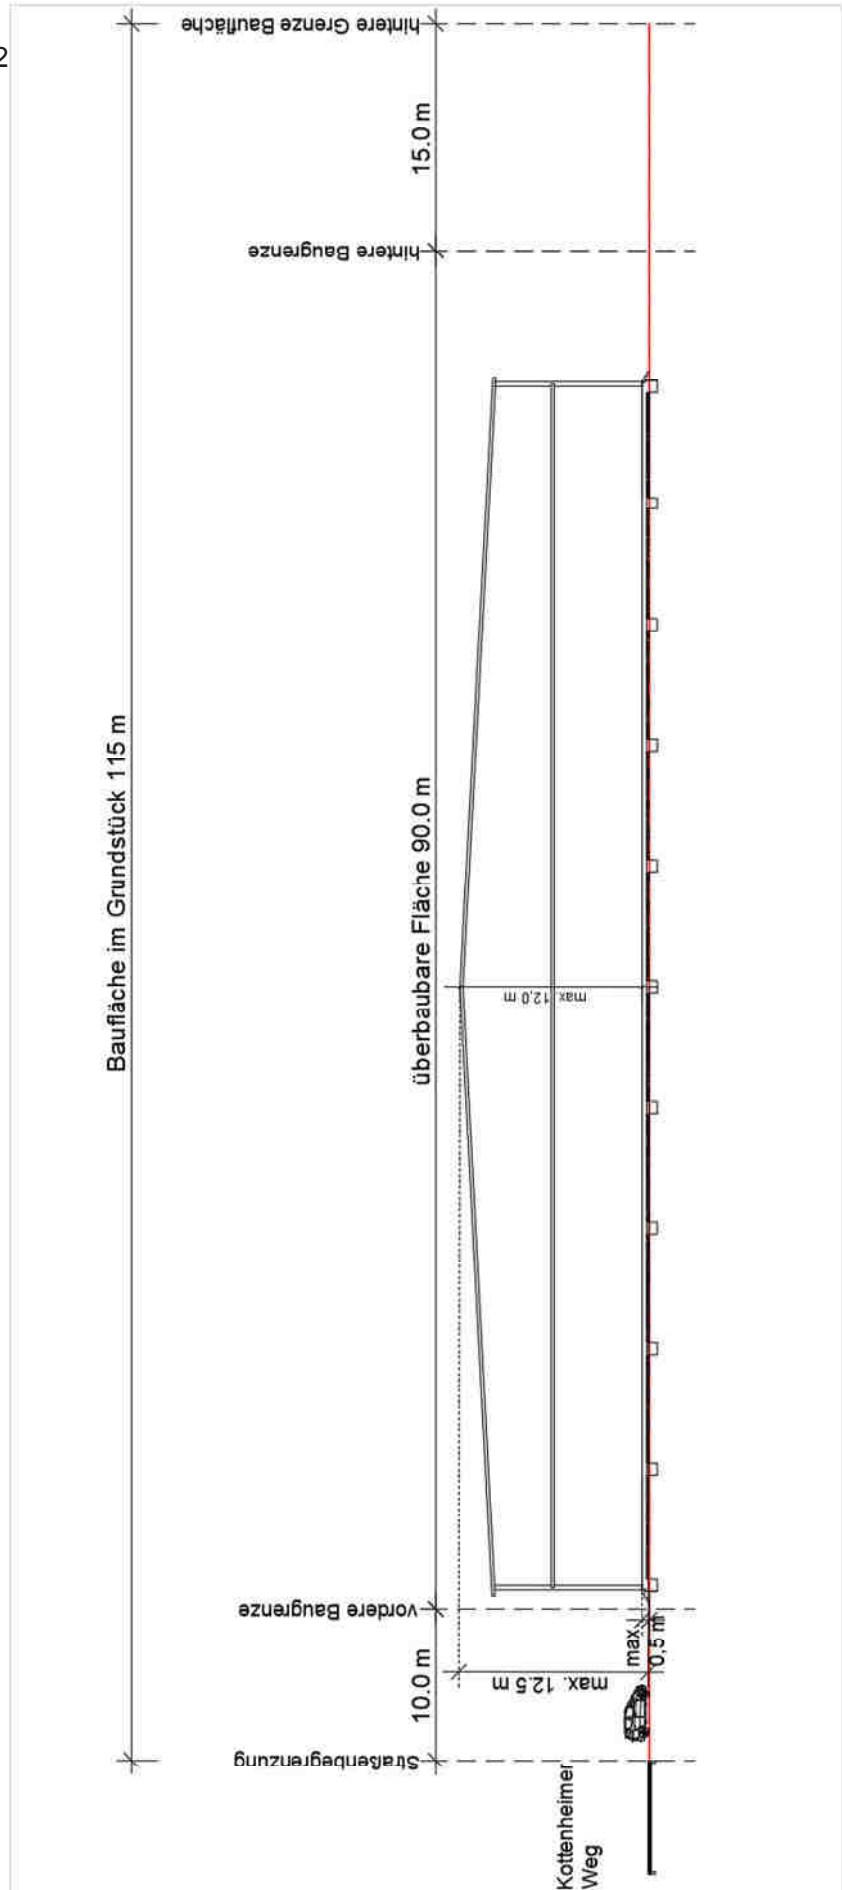 2
hintere Grenze Baufläche
15.0 m
hintere Baugrenze
Baufläche im Grundstück 115 m
überbaubare Fläche 90.0 m
max. 12,0 m
vordere Baugrenze
10.0 m
max. 12.5 m
max.
0,5 m
Straßenbegrenzung
Kottenheimer
Weg